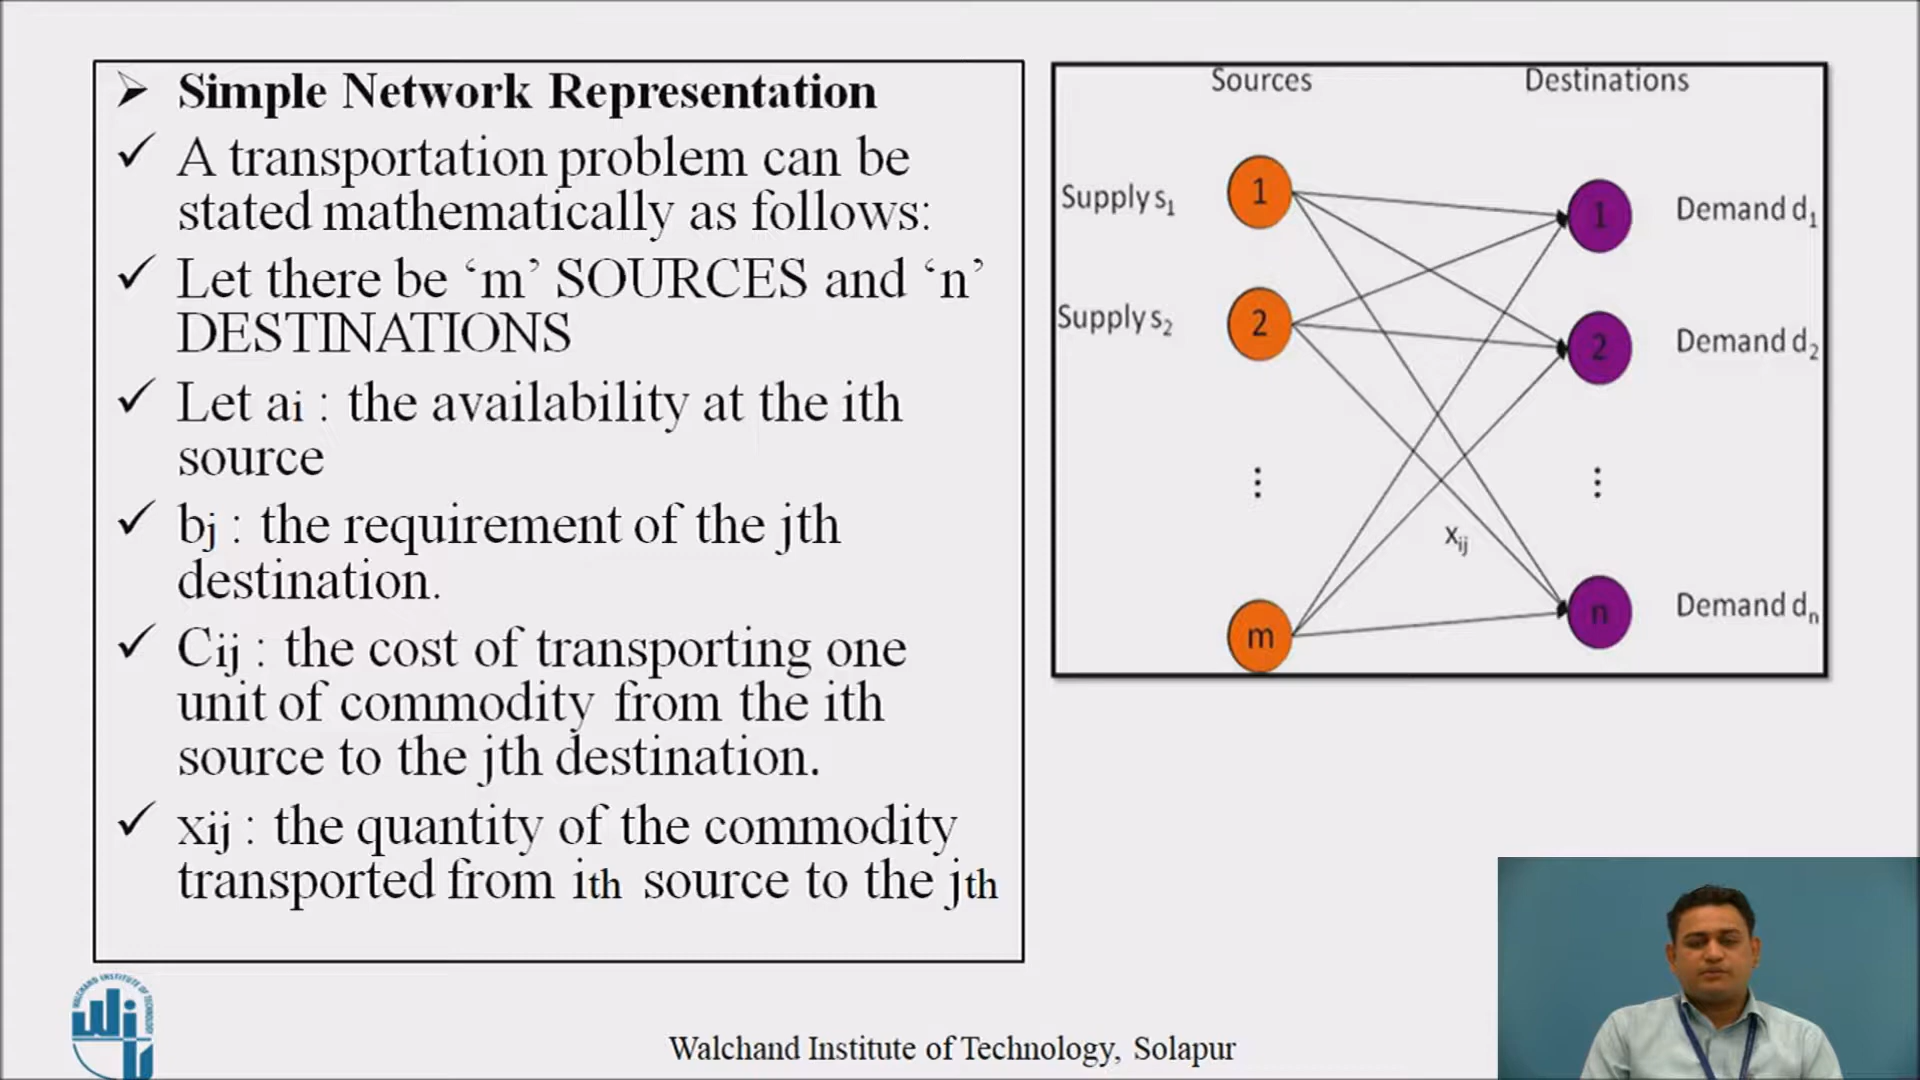 Simple Network Representation
A transportation problem can be
stated mathematically as follows:
Let there be ‘m’ SOURCES and ‘n’
DESTINATIONS
Let ai : the availability at the ith
source
bj : the requirement of the jth
destination.
Cij : the cost of transporting one
unit of commodity from the ith
source to the jth destination.
xij : the quantity of the commodity
transported from ith source to the jth
Sources Destinations
Supply s1 1 1 Demand d1
Supply s2 2 2 Demand d2
⋮ ⋮
xij
m n Demand dn
WALCHAND INSTITUTE OF TECHNOLOGY
Walchand Institute of Technology, Solapur